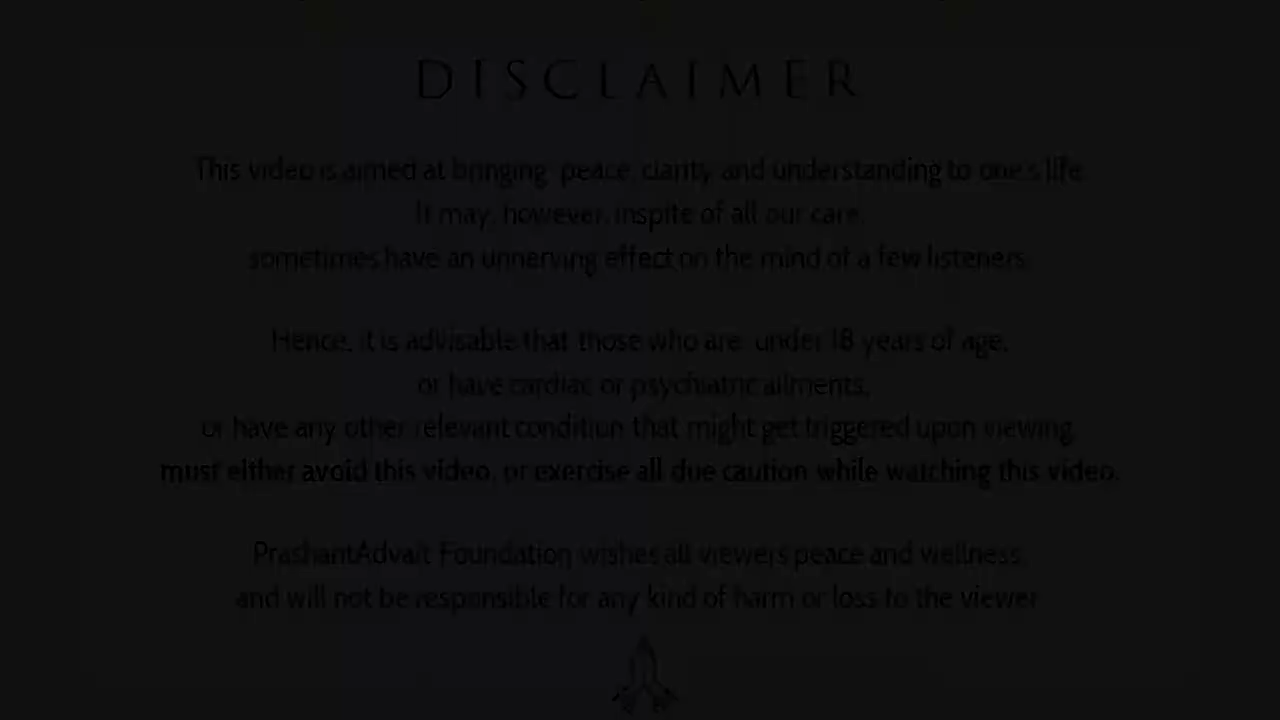 DISCLAIMER
This video is aimed at bringing peace, clarity and understanding to one's life.
It may, however, inspite of all our care,
sometimes have an unnerving effect on the mind of a few listeners.
Hence, it is advisable that those who are under 18 years of age,
or have cardiac or psychiatric ailments,
or have any other relevant condition that might get triggered upon viewing,
must either avoid this video, or exercise all due caution while watching this video.
PrashantAdvait Foundation wishes all viewers peace and wellness
and will not be responsible for any kind of harm or loss to the viewer